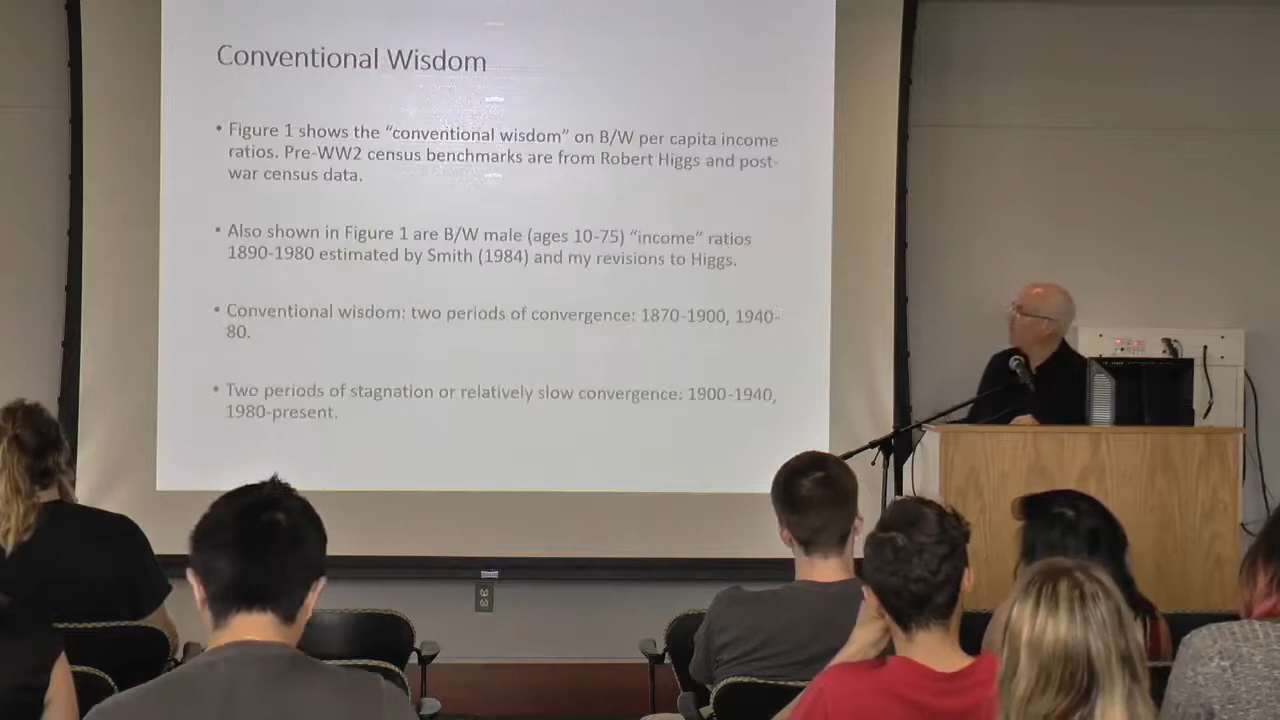 Conventional Wisdom
• Figure 1 shows the “conventional wisdom” on B/W per capita income
ratios. Pre-WW2 census benchmarks are from Robert Higgs and post-
war census data.
• Also shown in Figure 1 are B/W male (ages 10-75) “income” ratios
1890-1980 estimated by Smith (1984) and my revisions to Higgs.
• Conventional wisdom: two periods of convergence: 1870-1900, 1940-
80.
• Two periods of stagnation or relatively slow convergence: 1900-1940,
1980-present.